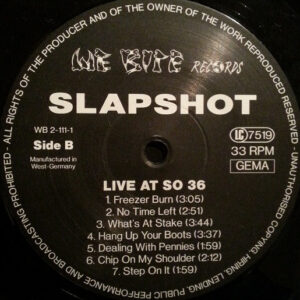 ALL RIGHTS OF THE PRODUCER AND OF THE OWNER OF THE WORK REPRODUCED RESERVED - UNAUTHORISED COPYING, HIRING, LENDING, PUBLIC PERFORMANCE AND BROADCASTING PROHIBITED -
WE BITE RECORDS
SLAPSHOT
WB 2-111-1
Side B
Manufactured in
West-Germany
LC 7519
33 RPM
GEMA
LIVE AT SO 36
1. Freezer Burn (3:05)
2. No Time Left (2:51)
3. What's At Stake (3:44)
4. Hang Up Your Boots (3:37)
5. Dealing With Pennies (1:59)
6. Chip On My Shoulder (2:12)
7. Step On It (1:59)